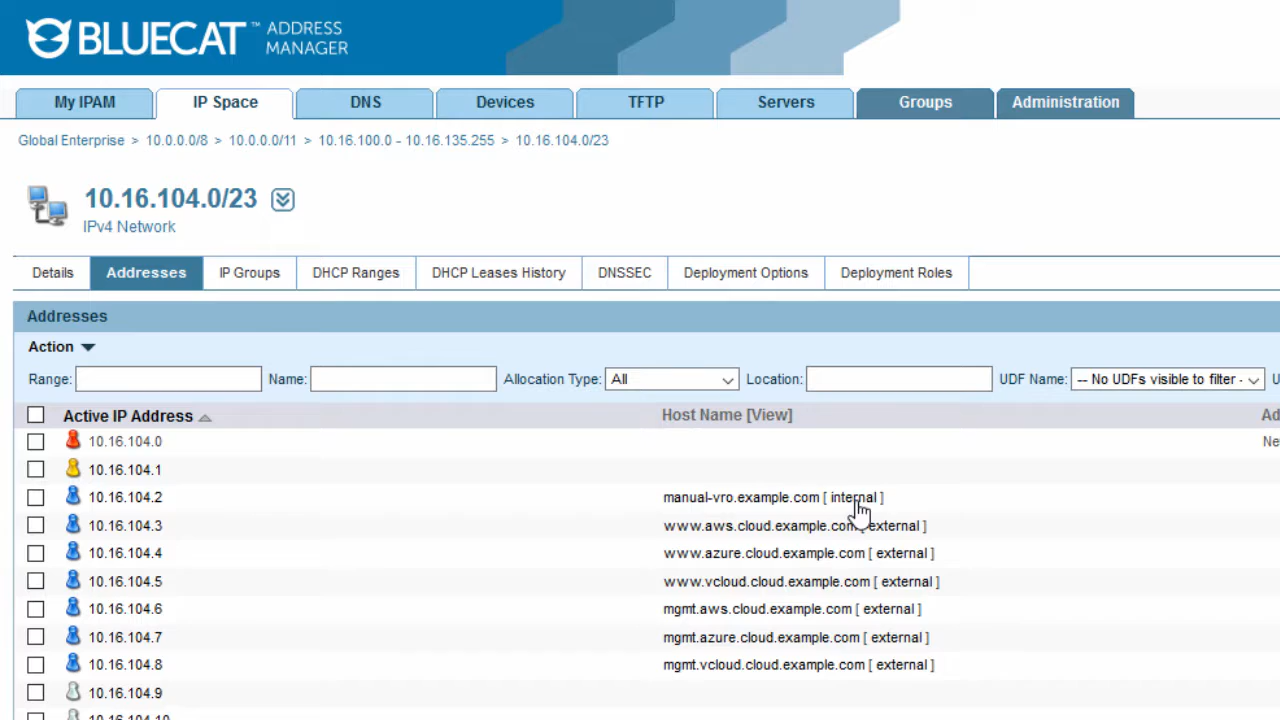 BLUECAT™ ADDRESS MANAGER
My IPAM IP Space DNS Devices TFTP Servers Groups Administration
Global Enterprise > 10.0.0.0/8 > 10.0.0.0/11 > 10.16.100.0 - 10.16.135.255 > 10.16.104.0/23
10.16.104.0/23
IPv4 Network
Details Addresses IP Groups DHCP Ranges DHCP Leases History DNSSEC Deployment Options Deployment Roles
Addresses
Action
Range: Name: Allocation Type: All Location: UDF Name: -- No UDFs visible to filter - U
Active IP Address Host Name [View] Ad
10.16.104.0 Ne
10.16.104.1
10.16.104.2 manual-vro.example.com [ internal ]
10.16.104.3 www.aws.cloud.example.com [ external ]
10.16.104.4 www.azure.cloud.example.com [ external ]
10.16.104.5 www.vcloud.cloud.example.com [ external ]
10.16.104.6 mgmt.aws.cloud.example.com [ external ]
10.16.104.7 mgmt.azure.cloud.example.com [ external ]
10.16.104.8 mgmt.vcloud.cloud.example.com [ external ]
10.16.104.9
10.16.104.10